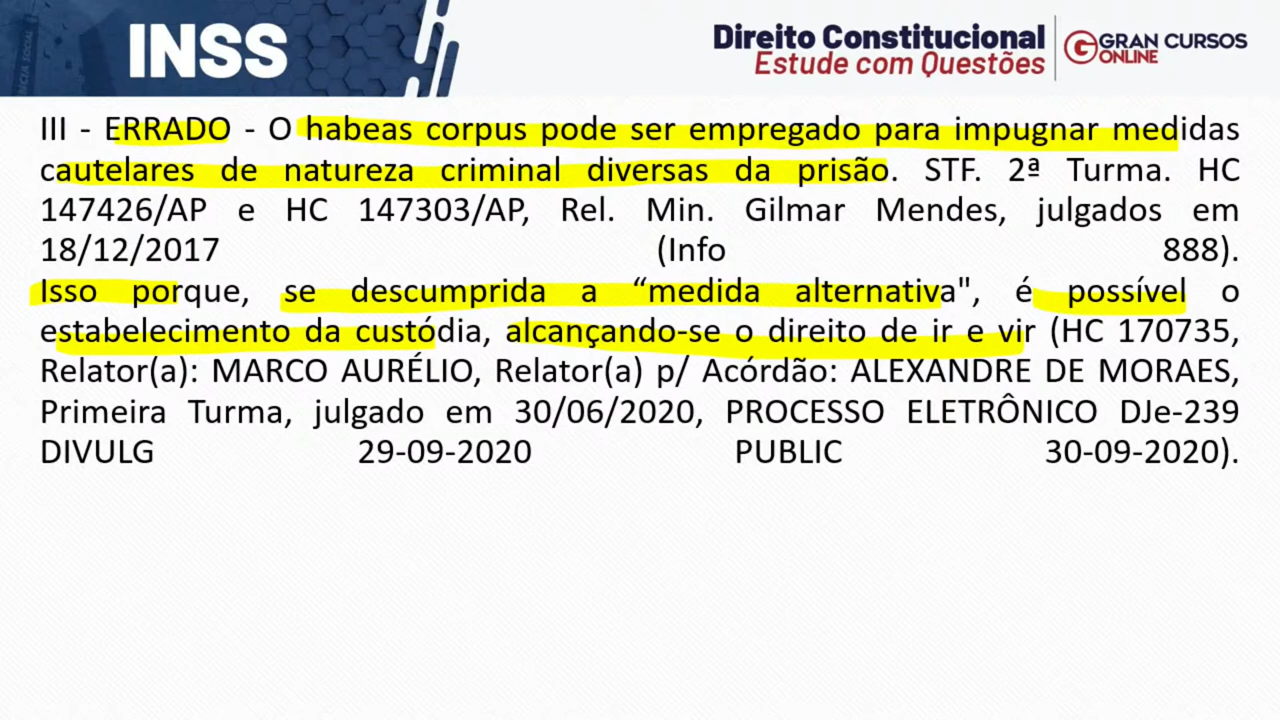 INSS
Direito Constitucional
Estude com Questões
GRAN CURSOS
ONLINE
III - ERRADO - O habeas corpus pode ser empregado para impugnar medidas
cautelares de natureza criminal diversas da prisão. STF. 2ª Turma. HC
147426/AP e HC 147303/AP, Rel. Min. Gilmar Mendes, julgados em
18/12/2017 (Info 888).
Isso porque, se descumprida a “medida alternativa", é possível o
estabelecimento da custódia, alcançando-se o direito de ir e vir (HC 170735,
Relator(a): MARCO AURÉLIO, Relator(a) p/ Acórdão: ALEXANDRE DE MORAES,
Primeira Turma, julgado em 30/06/2020, PROCESSO ELETRÔNICO DJe-239
DIVULG 29-09-2020 PUBLIC 30-09-2020).